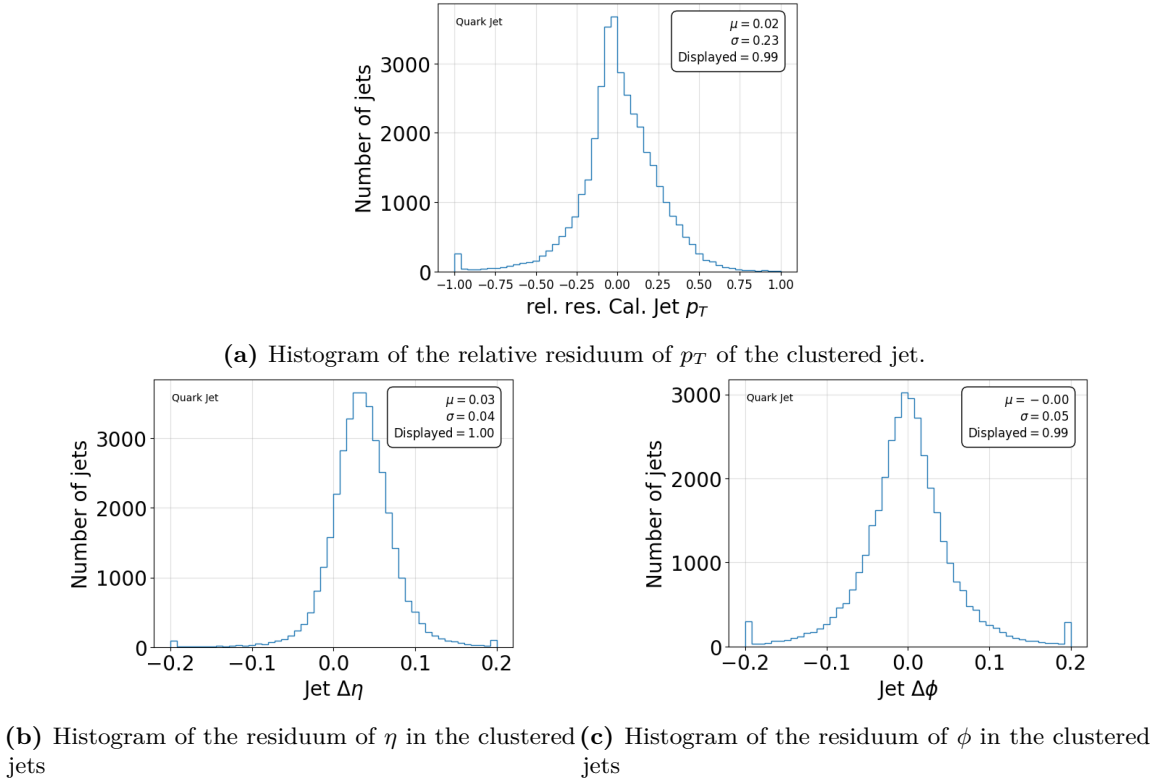 Quark Jet
μ = 0.02
σ = 0.23
Displayed = 0.99
3000
2000
1000
0
Number of jets
−1.00 −0.75 −0.50 −0.25 0.00 0.25 0.50 0.75 1.00
rel. res. Cal. Jet p_T
(a) Histogram of the relative residuum of p_T of the clustered jet.
Quark Jet
μ = 0.03
σ = 0.04
Displayed = 1.00
3000
2000
1000
0
Number of jets
−0.2 −0.1 0.0 0.1 0.2
Jet Δη
(b) Histogram of the residuum of η in the clustered
jets
Quark Jet
μ = −0.00
σ = 0.05
Displayed = 0.99
3000
2000
1000
0
Number of jets
−0.2 −0.1 0.0 0.1 0.2
Jet Δϕ
(c) Histogram of the residuum of ϕ in the clustered
jets